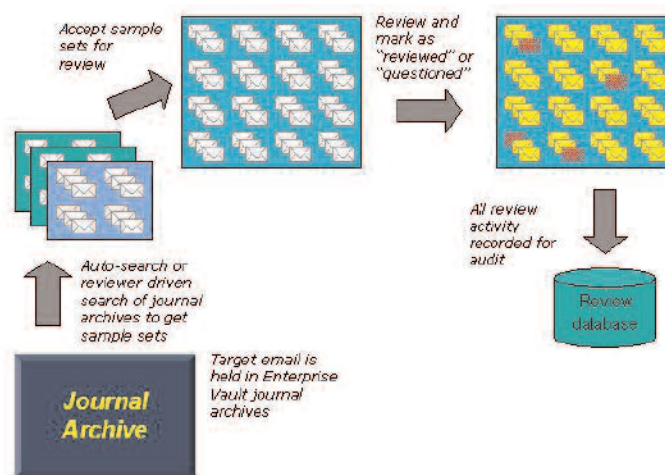 Accept sample
sets for
review
Review and
mark as
"reviewed" or
"questioned"
All review
activity
recorded for
audit
Review
database
Auto-search or
reviewer driven
search of journal
archives to get
sample sets
Target email is
held in Enterprise
Vault journal
archives
Journal
Archive